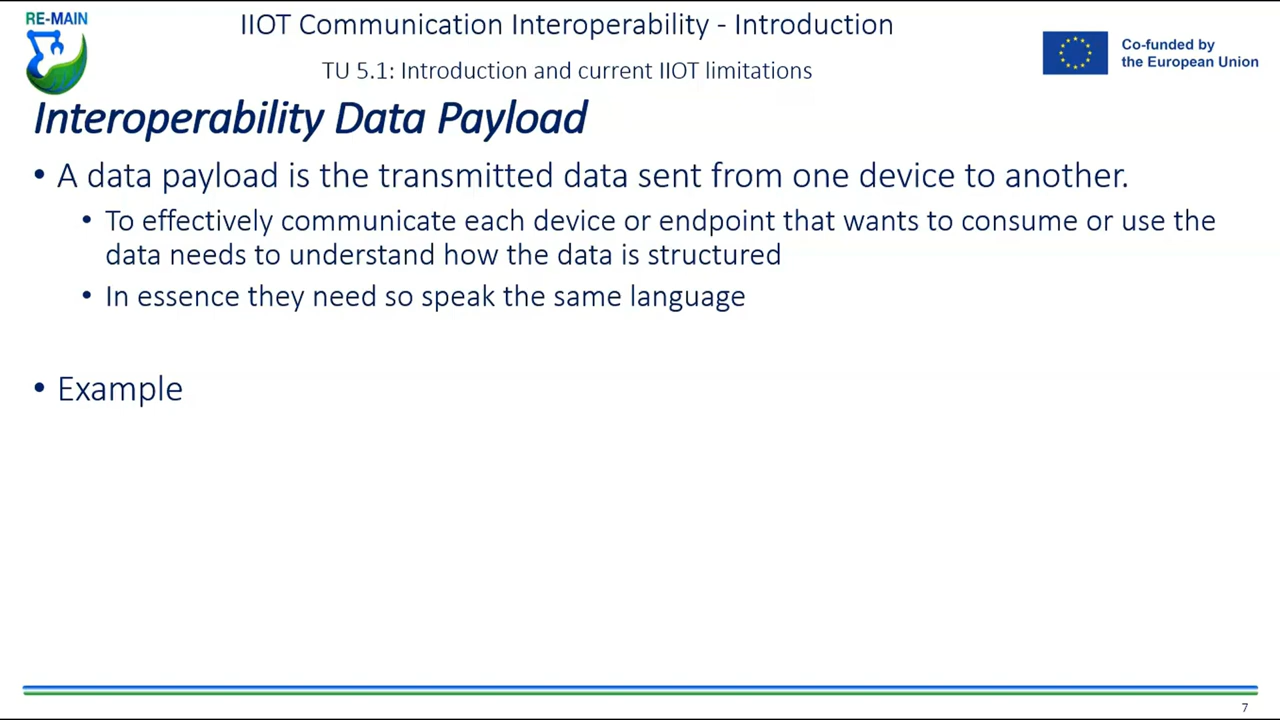 RE-MAIN
IIOT Communication Interoperability - Introduction
TU 5.1: Introduction and current IIOT limitations
Co-funded by
the European Union
Interoperability Data Payload
• A data payload is the transmitted data sent from one device to another.
• To effectively communicate each device or endpoint that wants to consume or use the
data needs to understand how the data is structured
• In essence they need so speak the same language
• Example
7